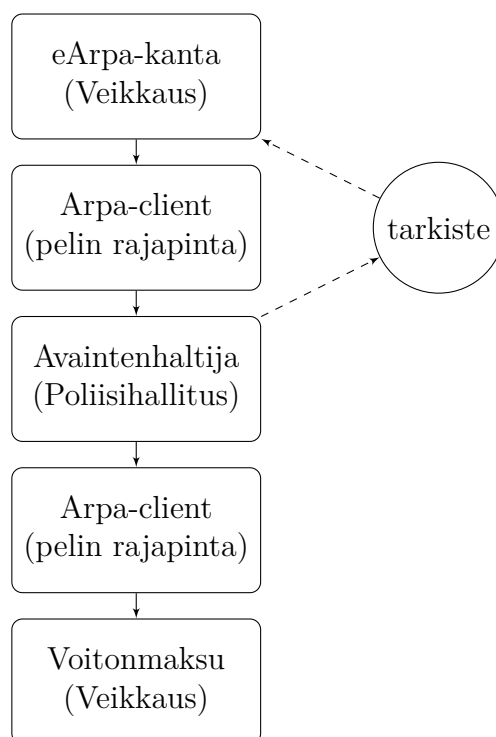 eArpa-kanta
(Veikkaus)
Arpa-client
(pelin rajapinta)
tarkiste
Avaintenhaltija
(Poliisihallitus)
Arpa-client
(pelin rajapinta)
Voitonmaksu
(Veikkaus)